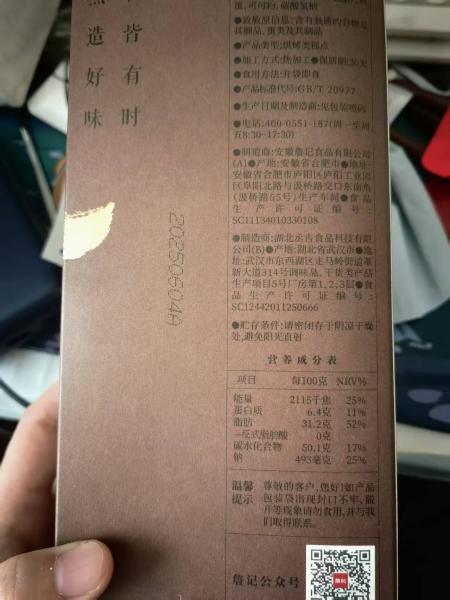 皆有时
造好味
20250604A
蛋,可可粉,碳酸氢钠
●致敏原信息:含有麸质的谷物及
其制品,蛋类及其制品
●产品类型:烘烤类糕点
●加工方式:热加工●保质期:30天
●食用方法:开袋即食
●产品标准代号:GB/T 20977
●生产日期及制造商:见包装喷码
●电话:400-0551-187(周一至周
五8:30-17:30)
●制造商:安徽詹记食品有限公司
(A)●产地:安徽省合肥市●地址:
安徽省合肥市庐阳区庐阳工业园
区阜阳北路与汲桥路交口东南角
(汲桥路55号)生产车间●食品
生产许可证编号:
SC11134010330108
●制造商:湖北丞古食品科技有限
公司(B)●产地:湖北省武汉市●地
址:武汉市东西湖区走马岭街道革
新大道314号调味品、干货类产品
生产项目5号厂房第1,2,3层●食
品生产许可证编号:
SC12442011250666
●贮存条件:请密闭存于阴凉干燥
处,避免阳光直射
营养成分表
项目 每100克 NRV%
能量 2115千焦 25%
蛋白质 6.4克 11%
脂肪 31.2克 52%
-反式脂肪酸 0克
碳水化合物 50.1克 17%
钠 493毫克 25%
温馨 尊敬的客户,您好!如产品
提示 包装袋出现封口不牢、脱
开等现象请勿食用,并与我
们取得联系。
詹记公众号
詹記